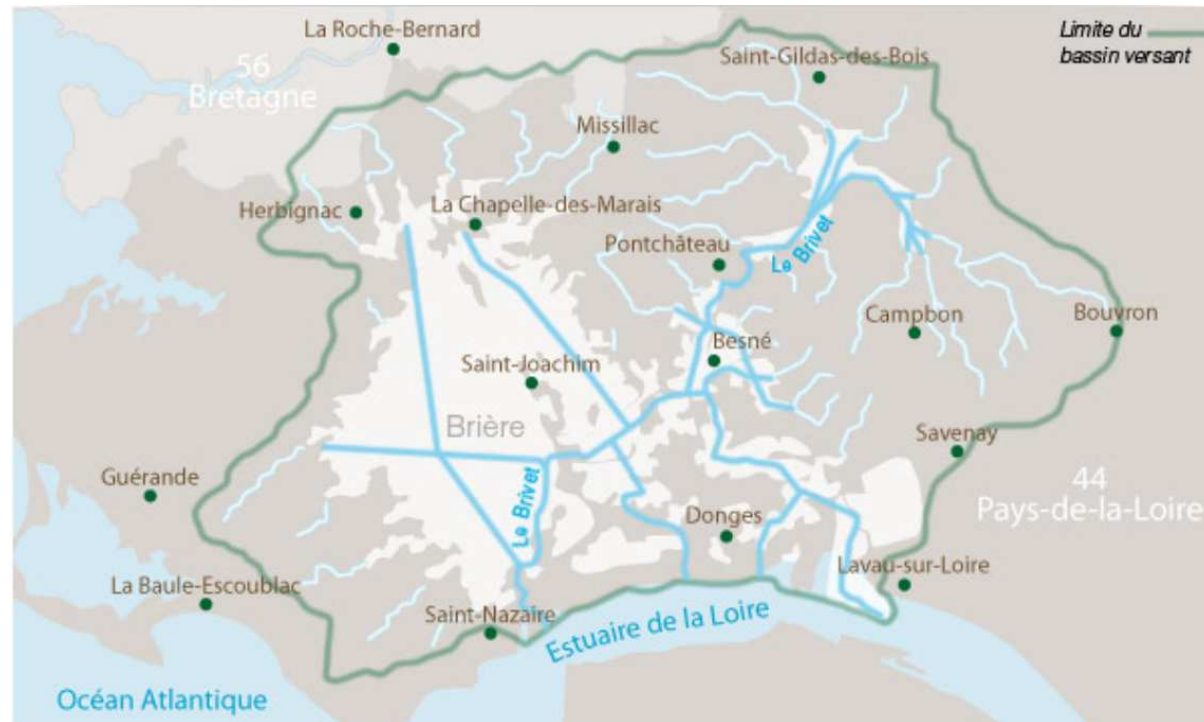 La Roche-Bernard
Limite du
bassin versant
56
Bretagne
Saint-Gildas-des-Bois
Missillac
Herbignac
La Chapelle-des-Marais
Pontchâteau
Le Brivet
Campbon
Bouvron
Besné
Saint-Joachim
Brière
Savenay
Guérande
44
Pays-de-la-Loire
Le Brivet
Donges
Lavau-sur-Loire
La Baule-Escoublac
Saint-Nazaire
Estuaire de la Loire
Océan Atlantique